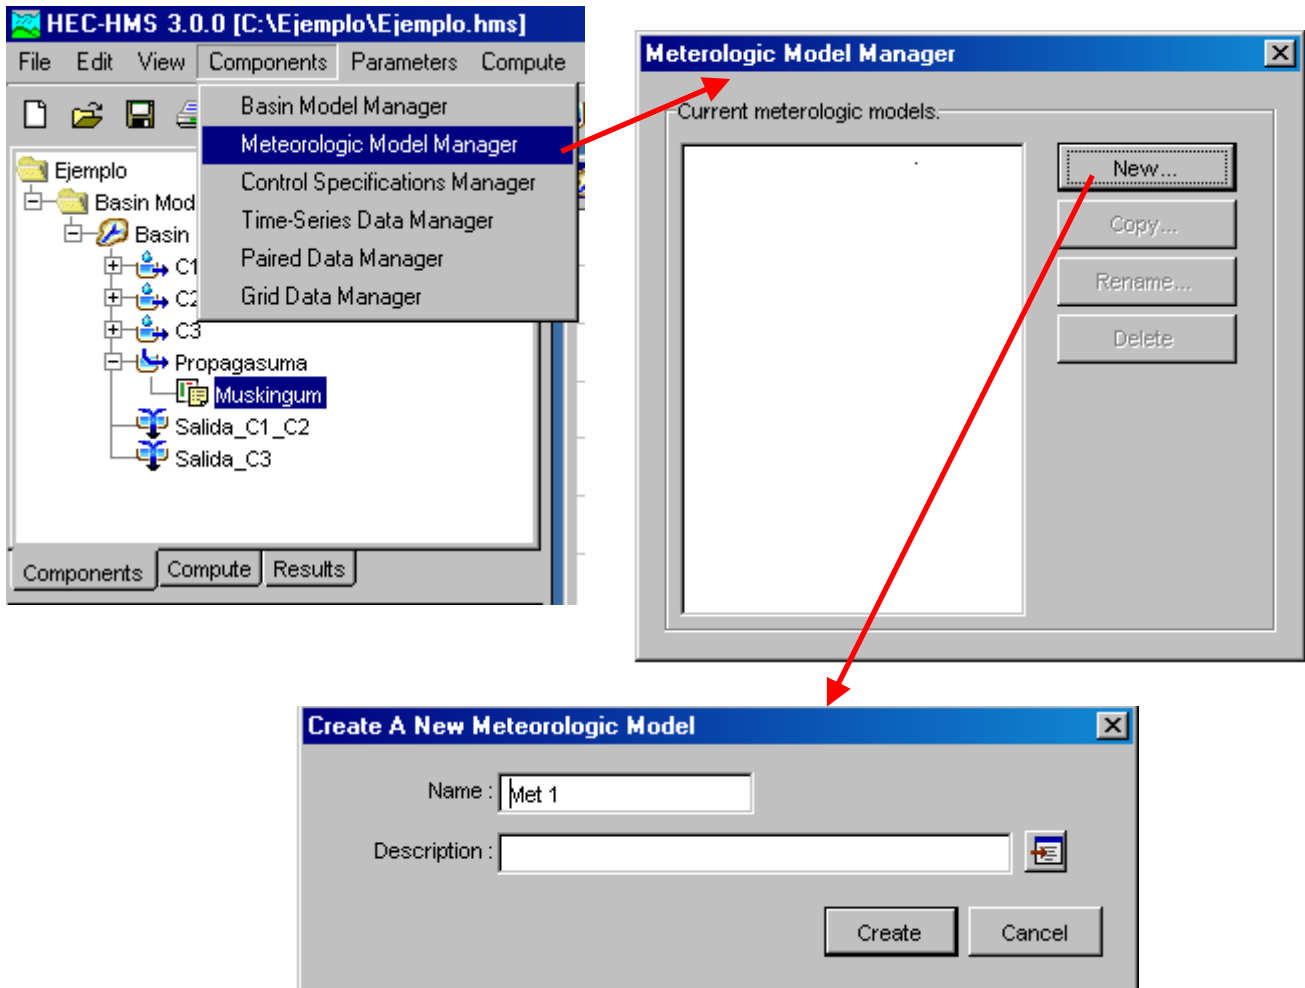 HEC-HMS 3.0.0 [C:\Ejemplo\Ejemplo.hms]
File Edit View Components Parameters Compute
Basin Model Manager
Meteorologic Model Manager
Control Specifications Manager
Time-Series Data Manager
Paired Data Manager
Grid Data Manager
Ejemplo
Basin Mod
Basin
C1
C2
C3
Propagasuma
Muskingum
Salida_C1_C2
Salida_C3
Components Compute Results
Meterologic Model Manager
Current meterologic models:
New...
Copy...
Rename...
Delete
Create A New Meteorologic Model
Name : Met 1
Description :
Create Cancel